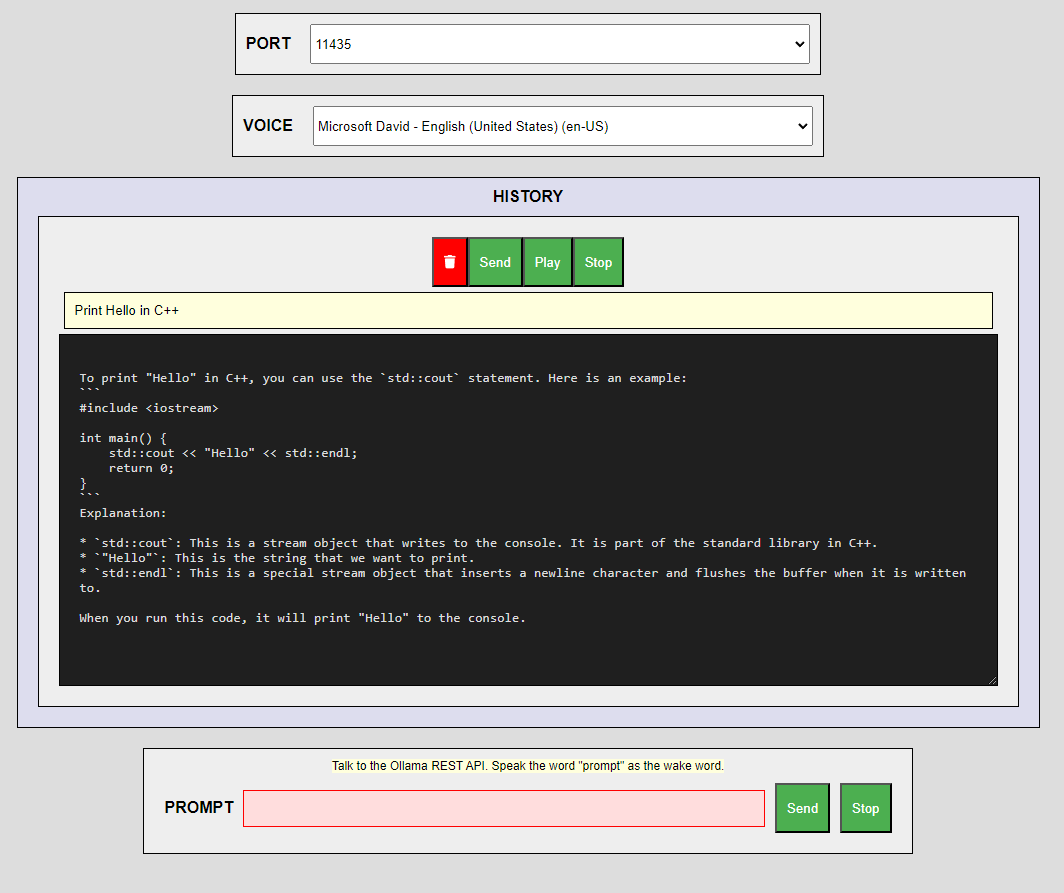 PORT 11435
VOICE Microsoft David - English (United States) (en-US)
HISTORY
Send Play Stop
Print Hello in C++
To print "Hello" in C++, you can use the `std::cout` statement. Here is an example:
```
#include <iostream>
int main() {
    std::cout << "Hello" << std::endl;
    return 0;
}
```
Explanation:
* `std::cout`: This is a stream object that writes to the console. It is part of the standard library in C++.
* `"Hello"`: This is the string that we want to print.
* `std::endl`: This is a special stream object that inserts a newline character and flushes the buffer when it is written
to.
When you run this code, it will print "Hello" to the console.
Talk to the Ollama REST API. Speak the word "prompt" as the wake word.
PROMPT Send Stop